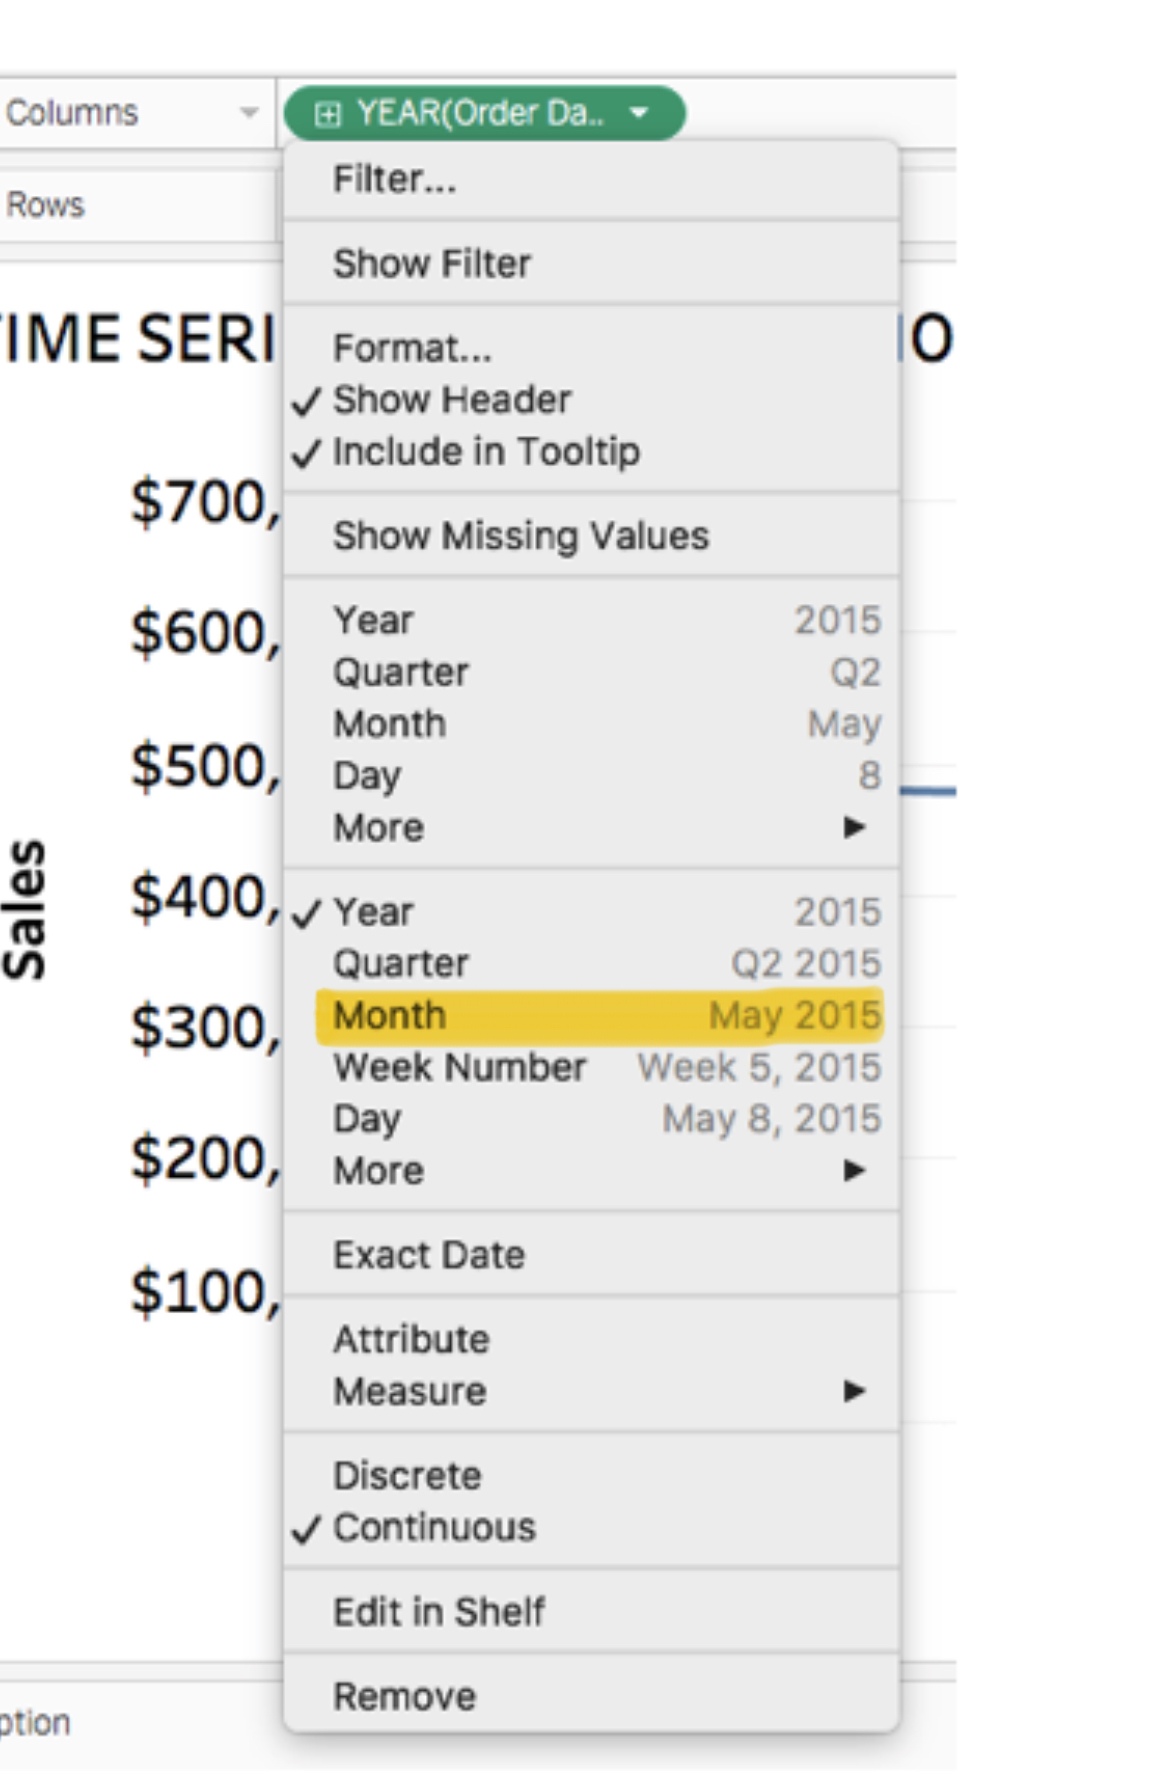 Columns
YEAR(Order Da..
Filter...
Rows
Show Filter
TIME SERI
IO
Format...
✓ Show Header
✓ Include in Tooltip
$700,
Show Missing Values
$600,
Year 2015
Quarter Q2
Month May
$500,
Day 8
More
Sales
$400,
✓ Year 2015
Quarter Q2 2015
$300,
Month May 2015
Week Number Week 5, 2015
Day May 8, 2015
$200,
More
Exact Date
$100,
Attribute
Measure
Discrete
✓ Continuous
Edit in Shelf
Remove
ption